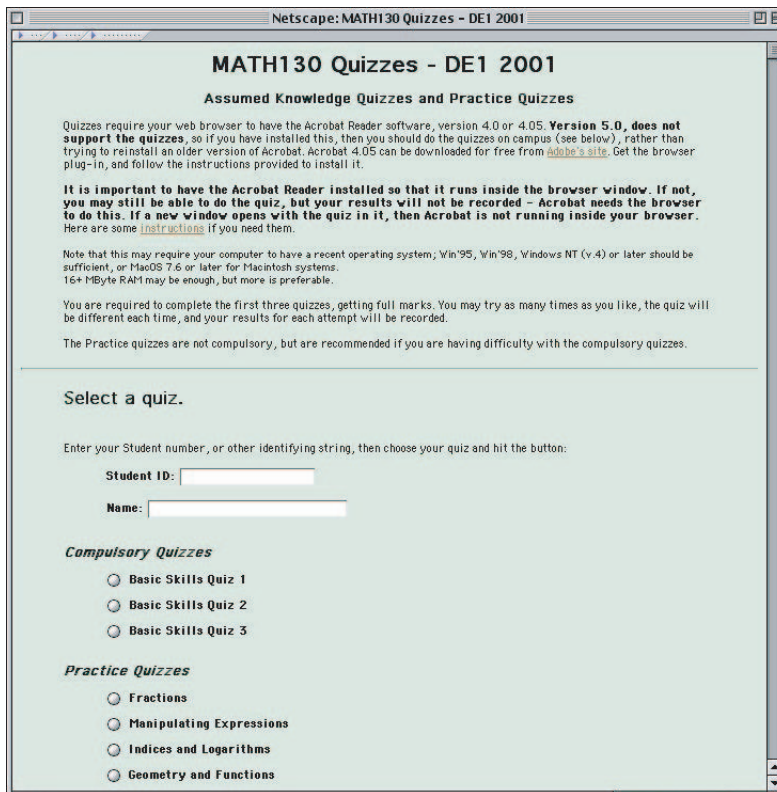 Netscape: MATH130 Quizzes - DE1 2001
MATH130 Quizzes - DE1 2001
Assumed Knowledge Quizzes and Practice Quizzes
Quizzes require your web browser to have the Acrobat Reader software, version 4.0 or 4.05. Version 5.0, does not
support the quizzes, so if you have installed this, then you should do the quizzes on campus (see below), rather than
trying to reinstall an older version of Acrobat. Acrobat 4.05 can be downloaded for free from Adobe's site. Get the browser
plug-in, and follow the instructions provided to install it.
It is important to have the Acrobat Reader installed so that it runs inside the browser window. If not,
you may still be able to do the quiz, but your results will not be recorded - Acrobat needs the browser
to do this. If a new window opens with the quiz in it, then Acrobat is not running inside your browser.
Here are some instructions if you need them.
Note that this may require your computer to have a recent operating system; Win'95, Win'98, Windows NT (v.4) or later should be
sufficient, or MacOS 7.6 or later for Macintosh systems.
16+ MByte RAM may be enough, but more is preferable.
You are required to complete the first three quizzes, getting full marks. You may try as many times as you like, the quiz will
be different each time, and your results for each attempt will be recorded.
The Practice quizzes are not compulsory, but are recommended if you are having difficulty with the compulsory quizzes.
Select a quiz.
Enter your Student number, or other identifying string, then choose your quiz and hit the button:
Student ID:
Name:
Compulsory Quizzes
Basic Skills Quiz 1
Basic Skills Quiz 2
Basic Skills Quiz 3
Practice Quizzes
Fractions
Manipulating Expressions
Indices and Logarithms
Geometry and Functions